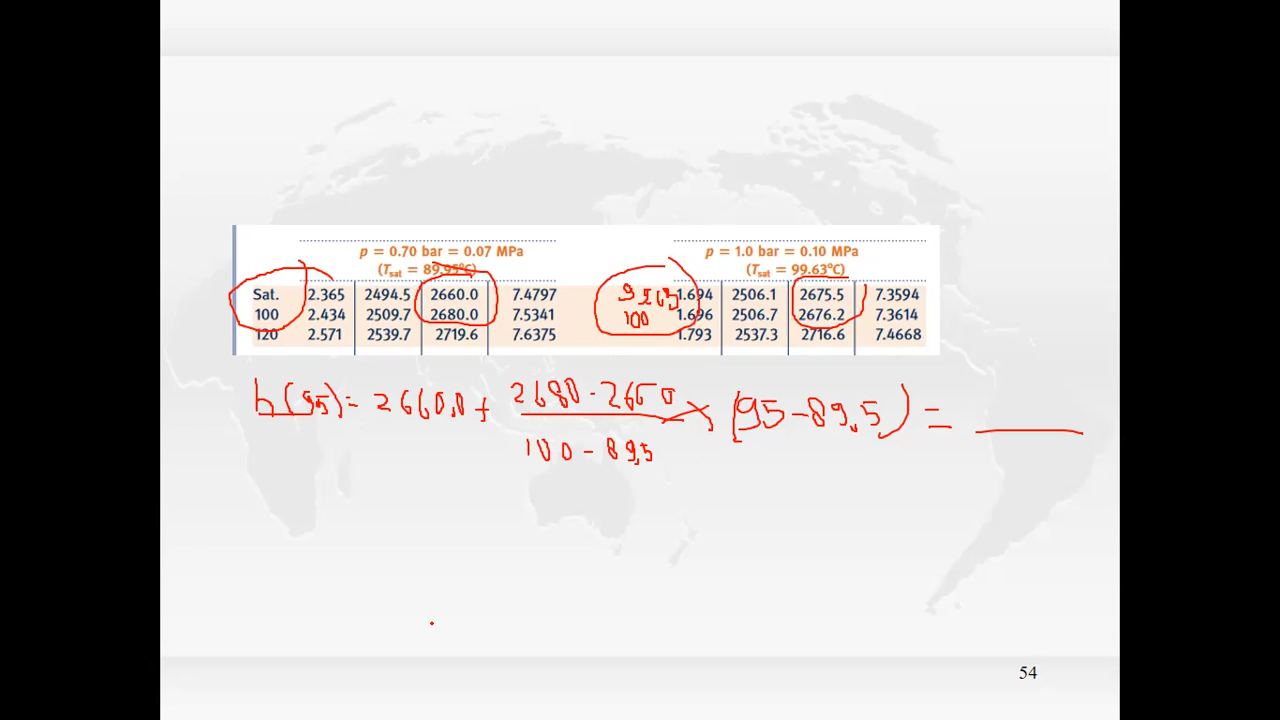 p = 0.70 bar = 0.07 MPa p = 1.0 bar = 0.10 MPa
(Tsat = 89.95°C) (Tsat = 99.63°C)
Sat. 2.365 2494.5 2660.0 7.4797 1.694 2506.1 2675.5 7.3594
100 2.434 2509.7 2680.0 7.5341 100 1.696 2506.7 2676.2 7.3614
120 2.571 2539.7 2719.6 7.6375 1.793 2537.3 2716.6 7.4668
h(95) = 2660.0 + 2680 - 2660 × (95 - 89.5) =
100 - 89.5
54